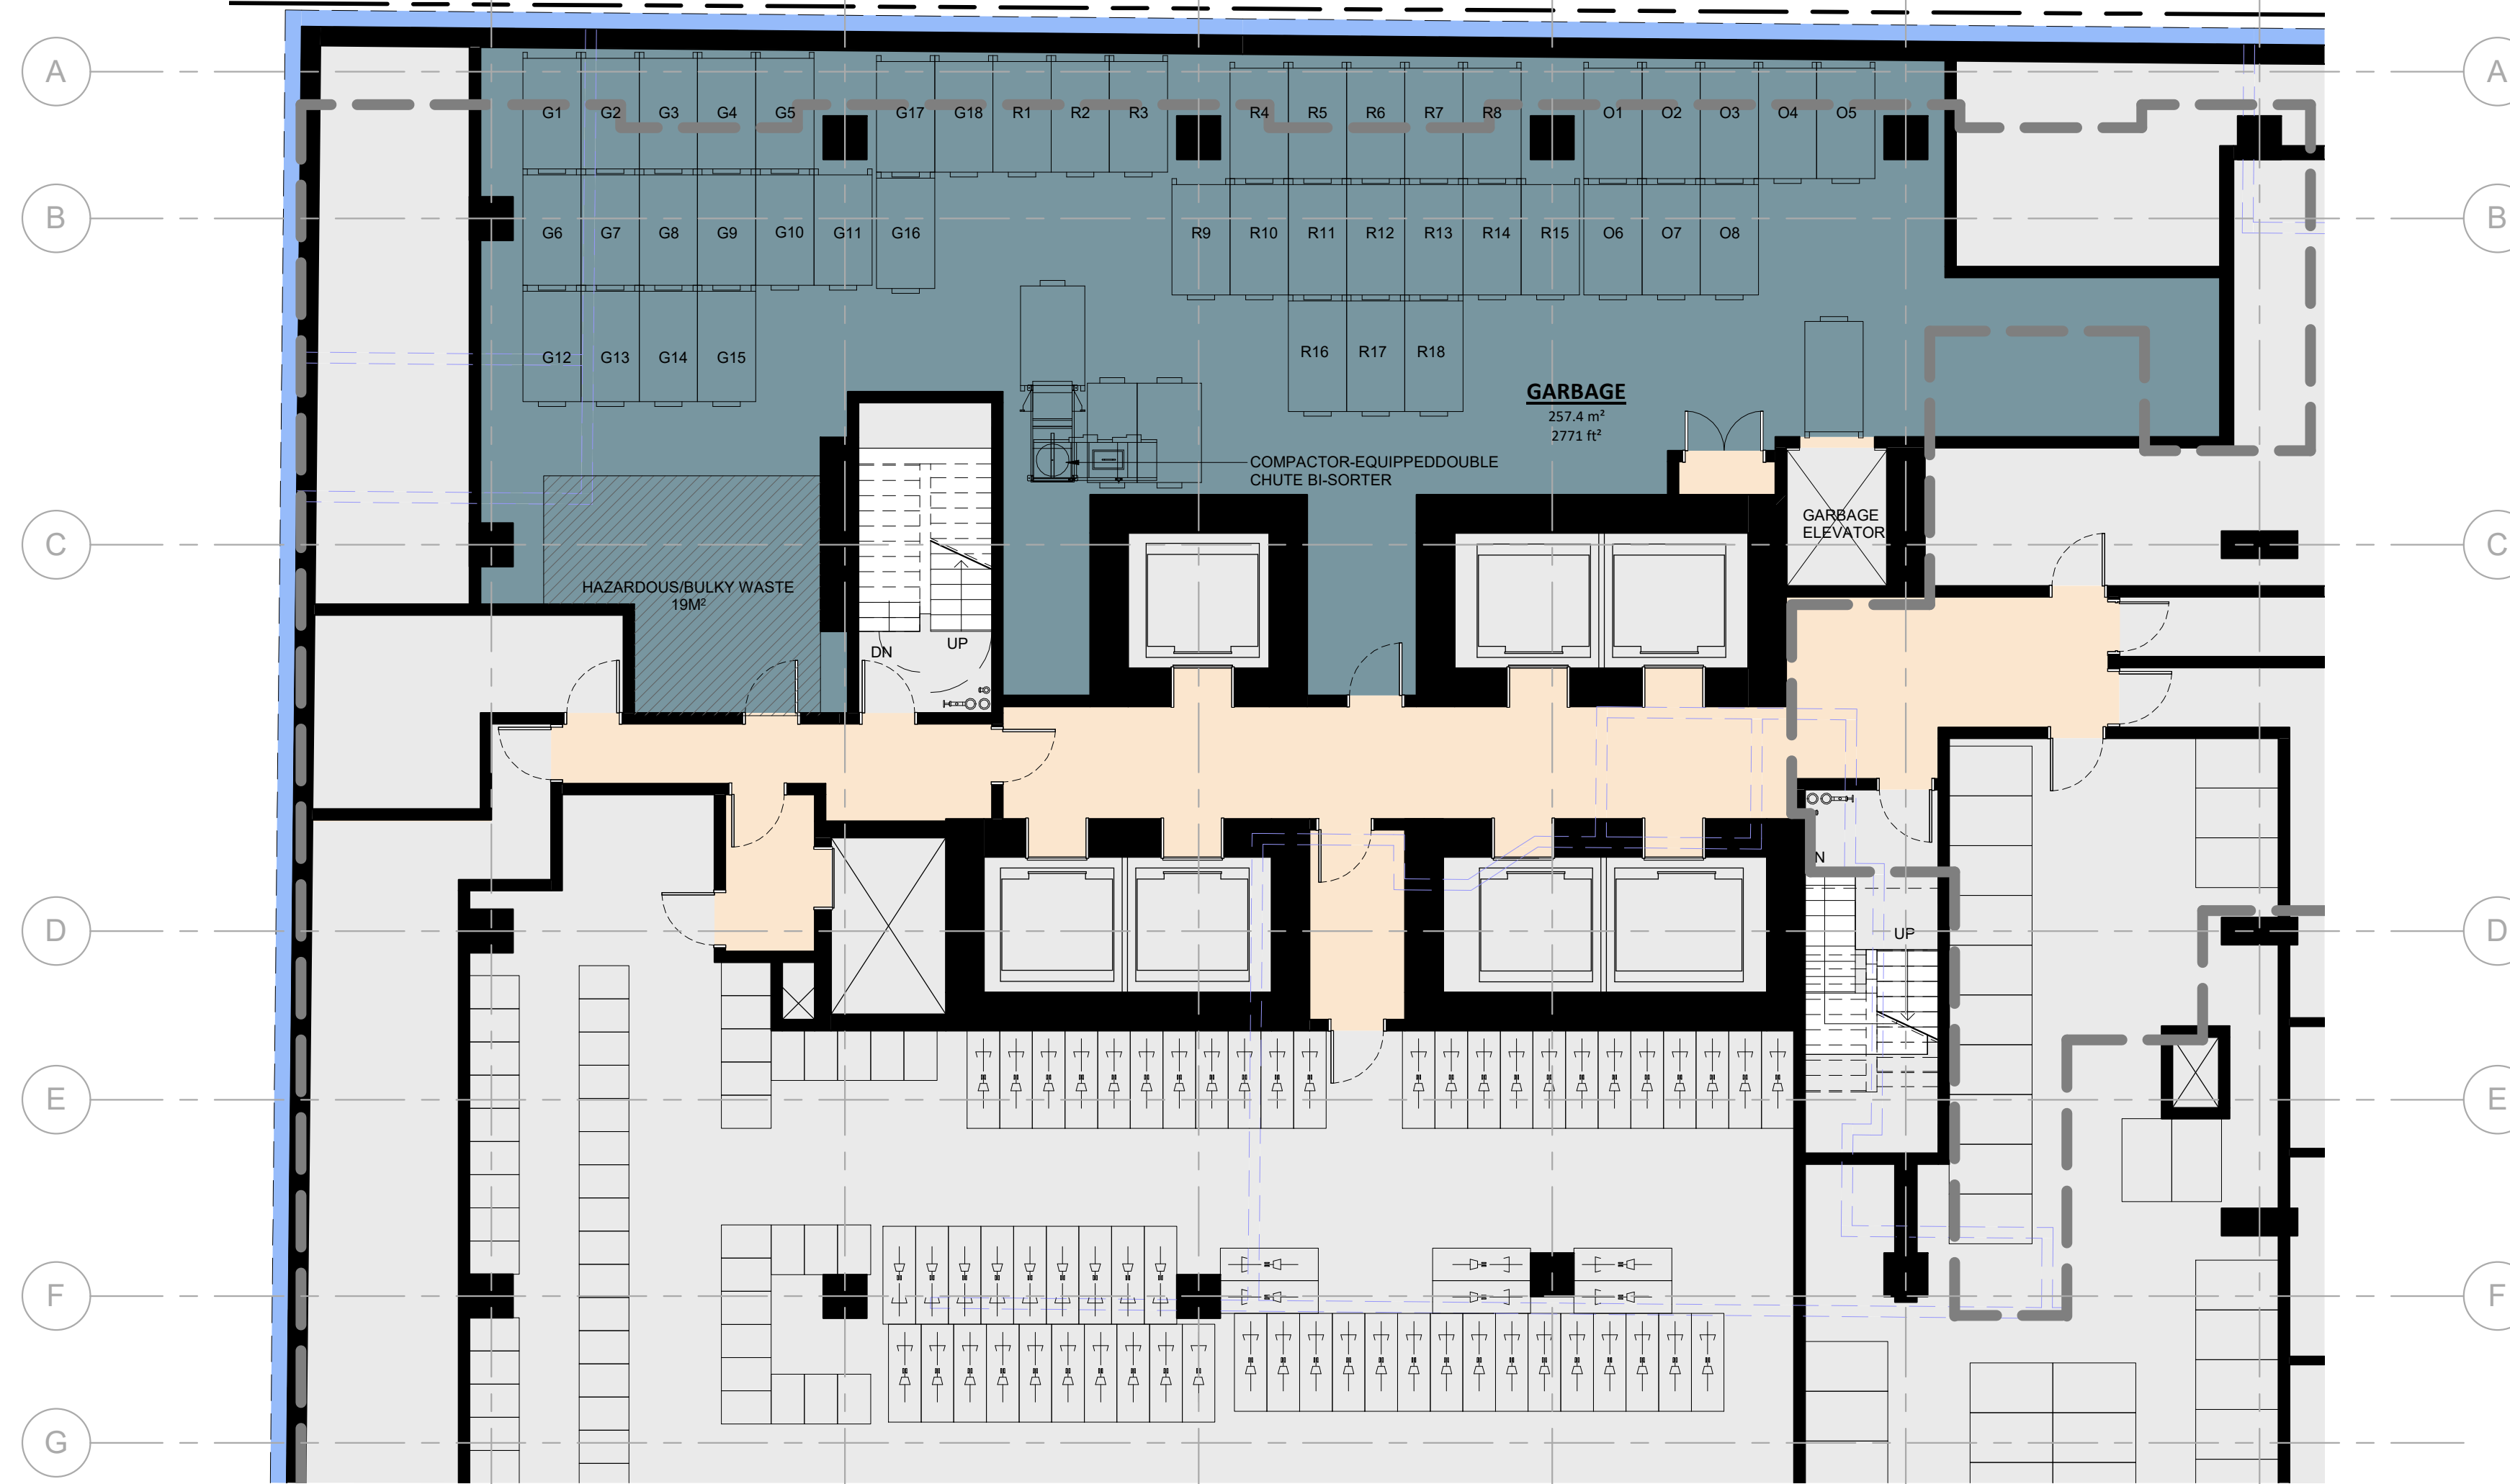 A
A
G1
G2
G3
G4
G5
G17
G18
R1
R2
R3
R4
R5
R6
R7
R8
O1
O2
O3
O4
O5
B
B
G6
G7
G8
G9
G10
G11
G16
R9
R10
R11
R12
R13
R14
R15
O6
O7
O8
G12
G13
G14
G15
R16
R17
R18
GARBAGE
257.4 m²
2771 ft²
COMPACTOR-EQUIPPEDDOUBLE
CHUTE BI-SORTER
GARBAGE
ELEVATOR
C
C
HAZARDOUS/BULKY WASTE
19M²
DN
UP
N
D
D
UP
E
E
F
F
G